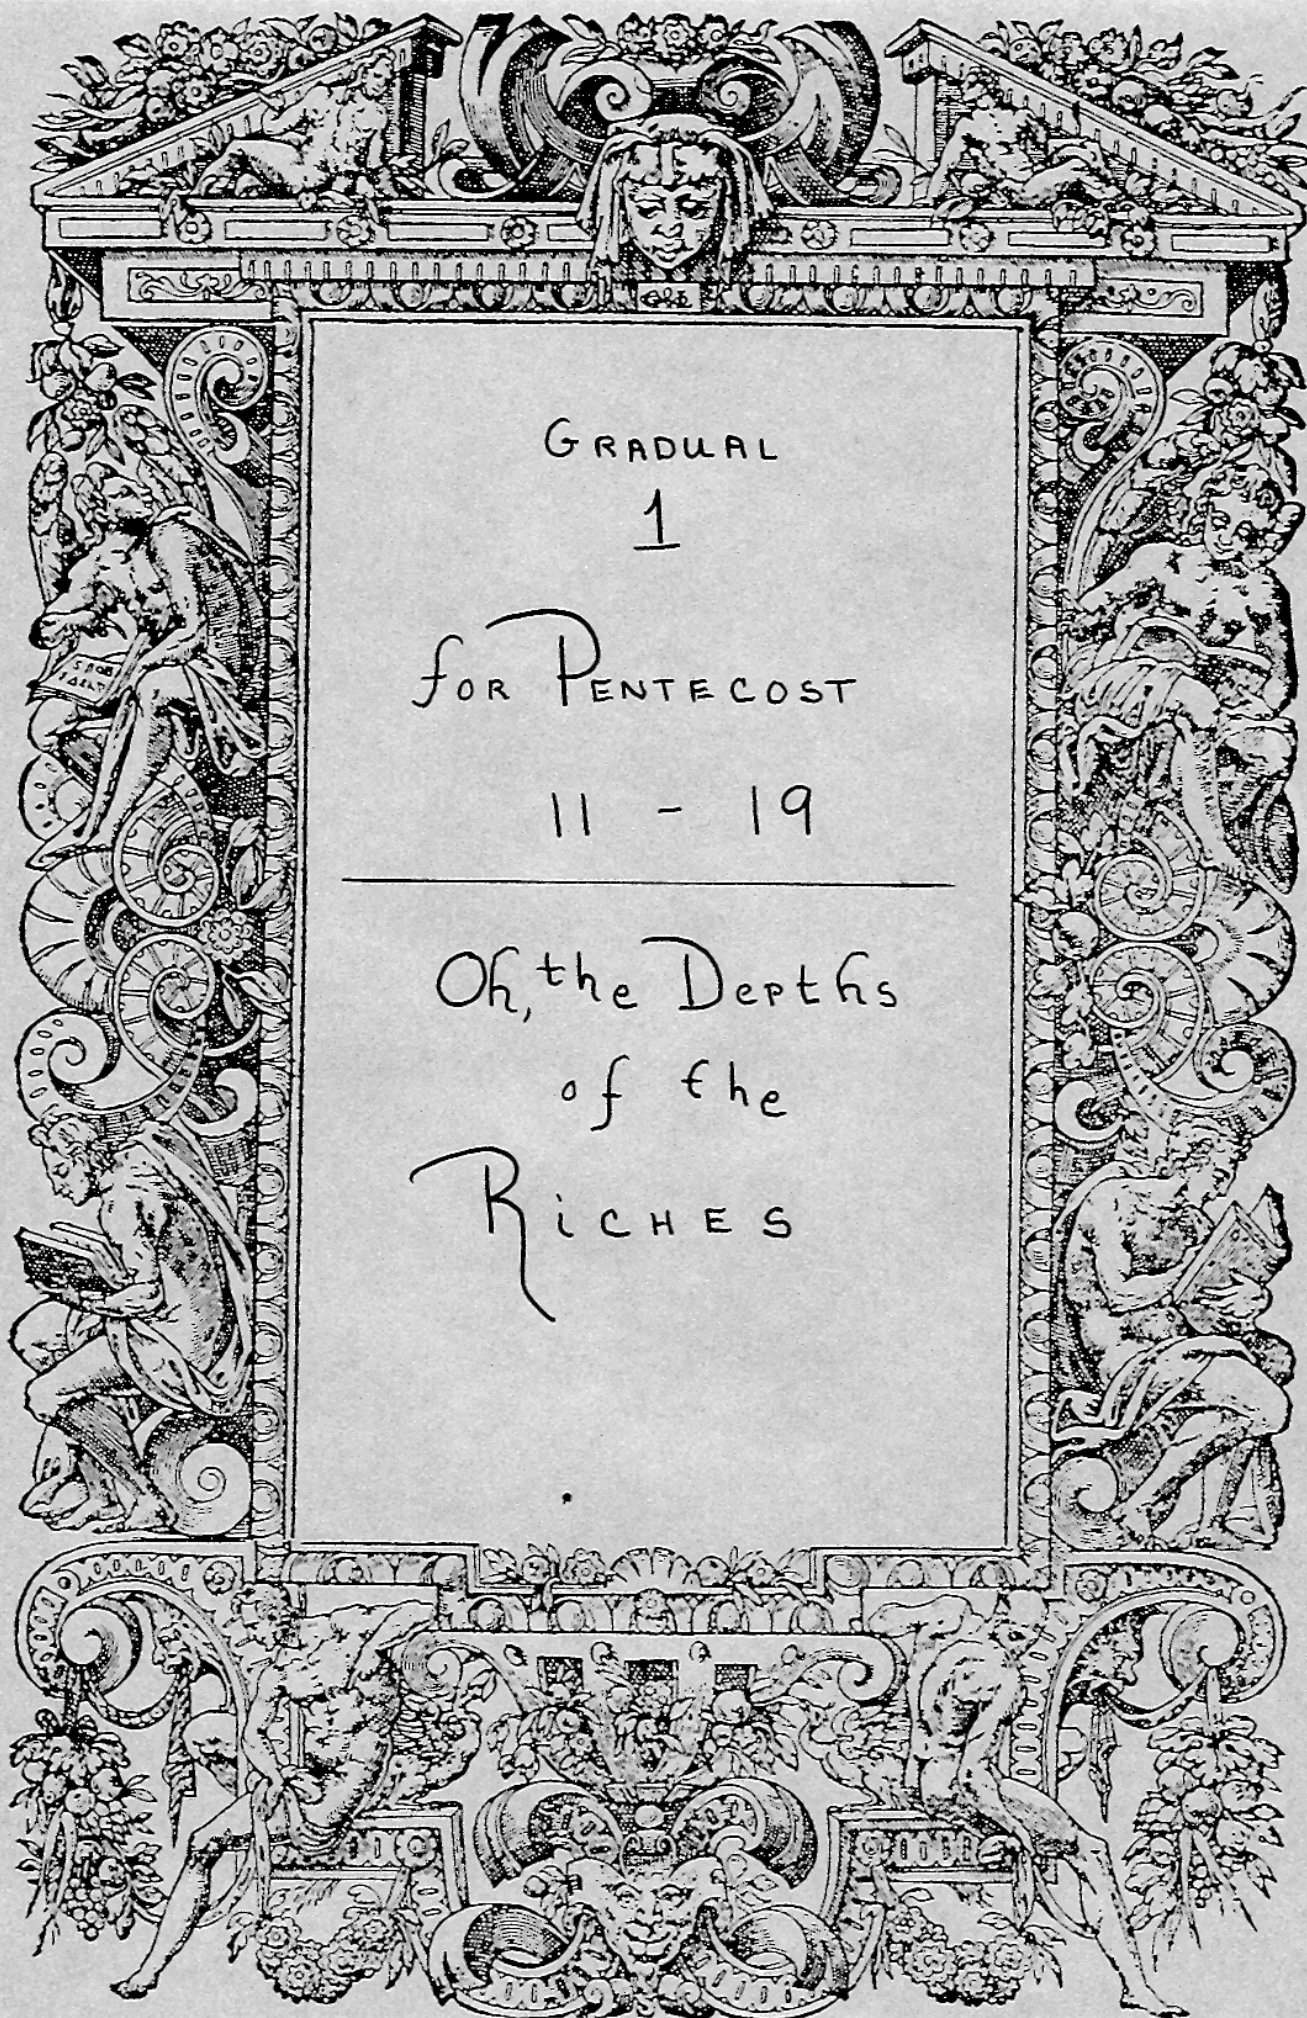 GRADUAL
1
for PENTECOST
11 - 19
Oh, the Depths
of the
RiCHES